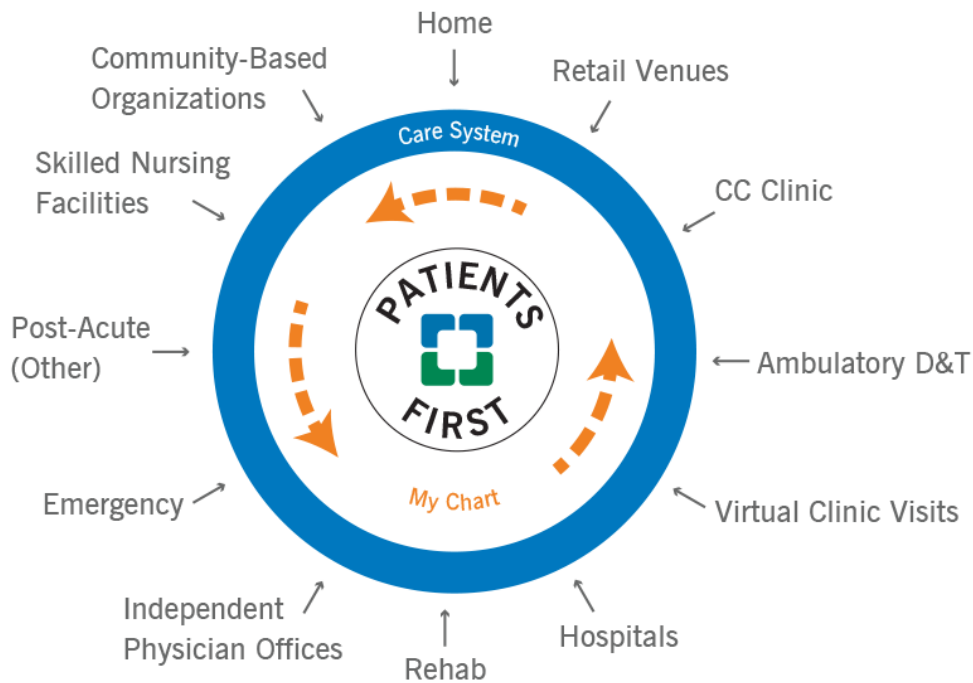 Home
Retail Venues
CC Clinic
Ambulatory D&T
Virtual Clinic Visits
Hospitals
Rehab
Independent
Physician Offices
Emergency
Post-Acute
(Other)
Skilled Nursing
Facilities
Community-Based
Organizations
Care System
PATIENTS
FIRST
My Chart